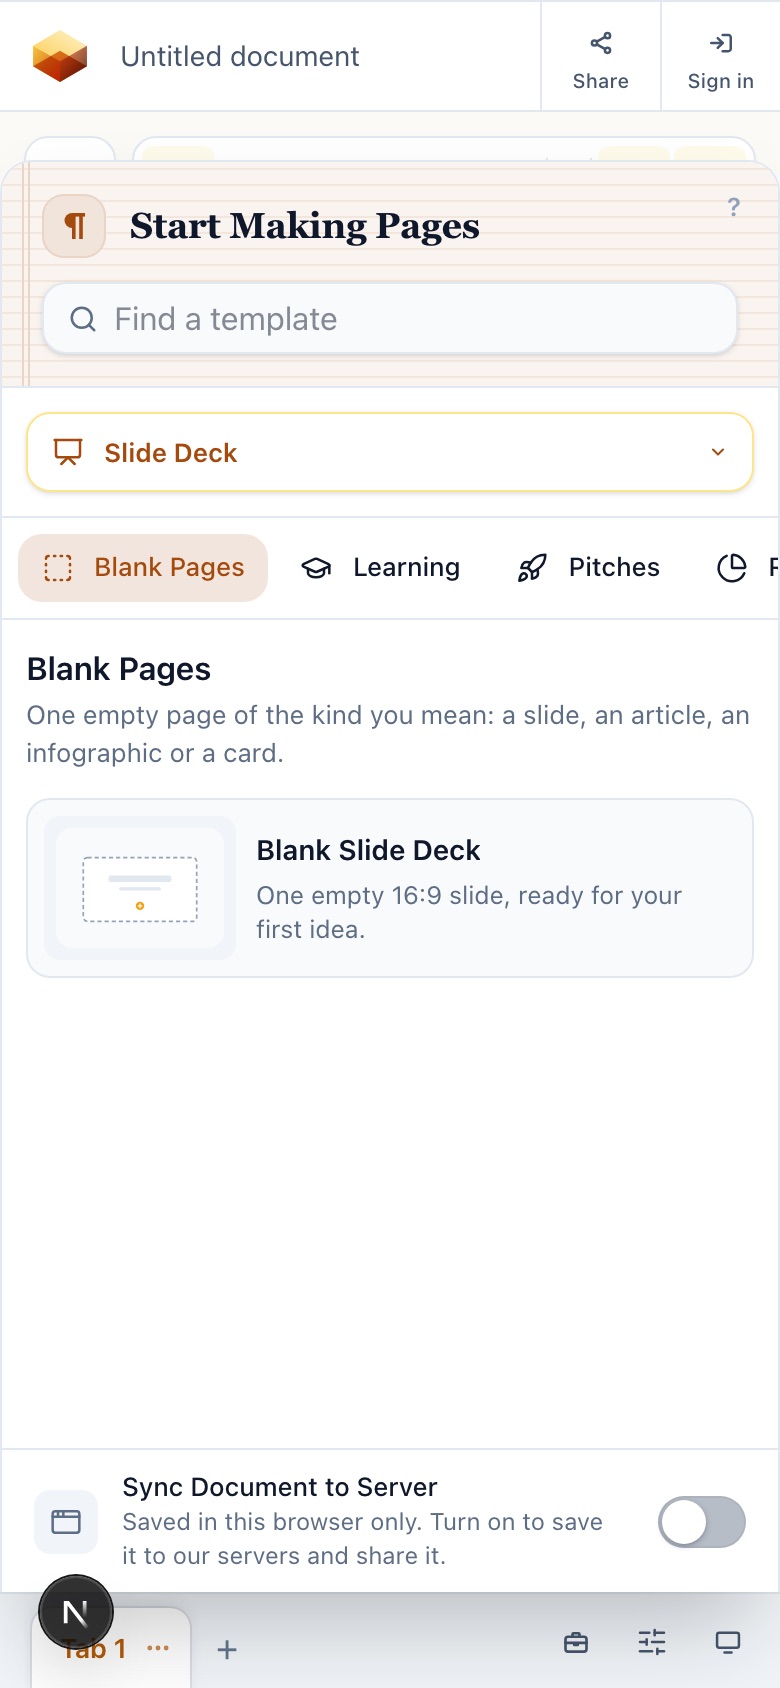 Untitled document
Share
Sign in
¶
Start Making Pages
?
Find a template
Slide Deck
Blank Pages
Learning
Pitches
Blank Pages
One empty page of the kind you mean: a slide, an article, an
infographic or a card.
Blank Slide Deck
One empty 16:9 slide, ready for your
first idea.
Sync Document to Server
Saved in this browser only. Turn on to save
it to our servers and share it.
N
Tab 1